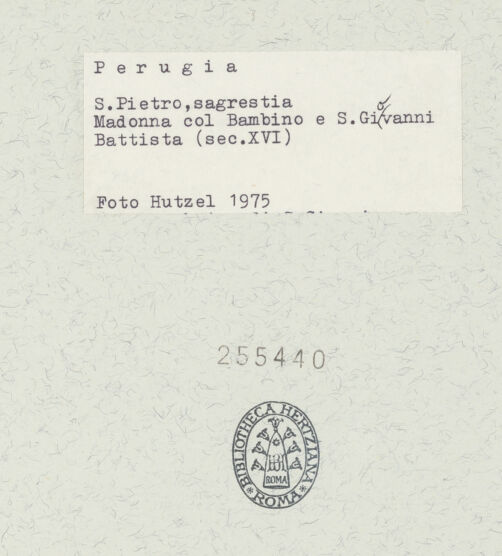 Perugia
S.Pietro,sagrestia
Madonna col Bambino e S.Giovanni
Battista (sec.XVI)
Foto Hutzel 1975
255440
BIBLIOTHECA HERTZIANA
ROMA
ROMA